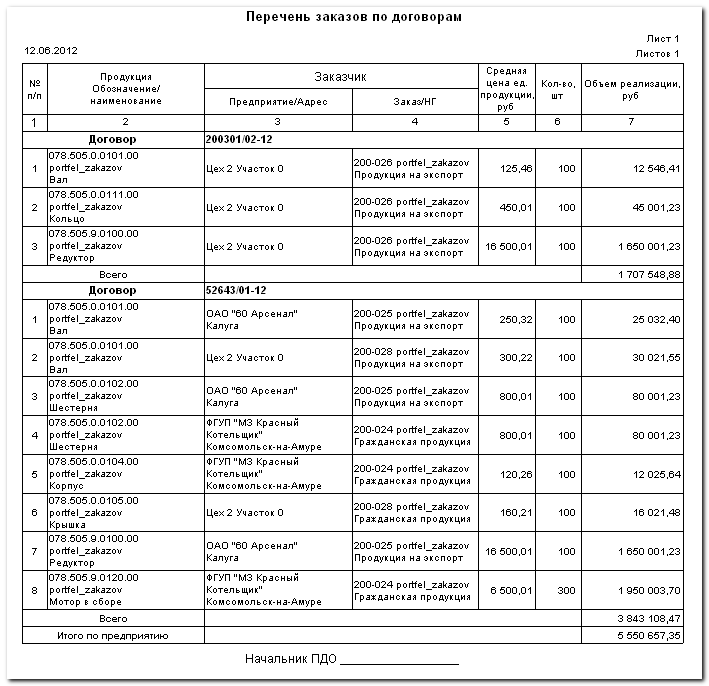 Перечень заказов по договорам
Лист 1
12.06.2012
Листов 1
№ п/п
Продукция
Обозначение/
наименование
Заказчик
Предприятие/Адрес
Заказ/НГ
Средняя
цена ед.
продукции,
руб
Кол-во,
шт
Объем реализации,
руб
1 2 3 4 5 6 7
Договор 200301/02-12
078.505.0.0101.00
1 portfel_zakazov Цех 2 Участок 0 200-026 portfel_zakazov 125,46 100 12 546,41
Вал Продукция на экспорт
078.505.0.0111.00
2 portfel_zakazov Цех 2 Участок 0 200-026 portfel_zakazov 450,01 100 45 001,23
Кольцо Продукция на экспорт
078.505.9.0100.00
3 portfel_zakazov Цех 2 Участок 0 200-026 portfel_zakazov 16 500,01 100 1 650 001,23
Редуктор Продукция на экспорт
Всего 1 707 548,88
Договор 52643/01-12
078.505.0.0101.00
1 portfel_zakazov ОАО "60 Арсенал" 200-025 portfel_zakazov 250,32 100 25 032,40
Вал Калуга Продукция на экспорт
078.505.0.0101.00
2 portfel_zakazov Цех 2 Участок 0 200-028 portfel_zakazov 300,22 100 30 021,55
Вал Продукция на экспорт
078.505.0.0102.00
3 portfel_zakazov ОАО "60 Арсенал" 200-025 portfel_zakazov 800,01 100 80 001,23
Шестерня Калуга Продукция на экспорт
078.505.0.0102.00 ФГУП "МЗ Красный
4 portfel_zakazov Котельщик" 200-024 portfel_zakazov 800,01 100 80 001,23
Шестерня Комсомольск-на-Амуре Гражданская продукция
078.505.0.0104.00 ФГУП "МЗ Красный
5 portfel_zakazov Котельщик" 200-024 portfel_zakazov 120,26 100 12 025,64
Корпус Комсомольск-на-Амуре Гражданская продукция
078.505.0.0105.00
6 portfel_zakazov Цех 2 Участок 0 200-028 portfel_zakazov 160,21 100 16 021,48
Крышка Гражданская продукция
078.505.9.0100.00
7 portfel_zakazov ОАО "60 Арсенал" 200-025 portfel_zakazov 16 500,01 100 1 650 001,23
Редуктор Калуга Продукция на экспорт
078.505.9.0120.00 ФГУП "МЗ Красный
8 portfel_zakazov Котельщик" 200-024 portfel_zakazov 6 500,01 300 1 950 003,70
Мотор в сборе Комсомольск-на-Амуре Гражданская продукция
Всего 3 843 108,47
Итого по предприятию 5 550 657,35
Начальник ПДО __________________